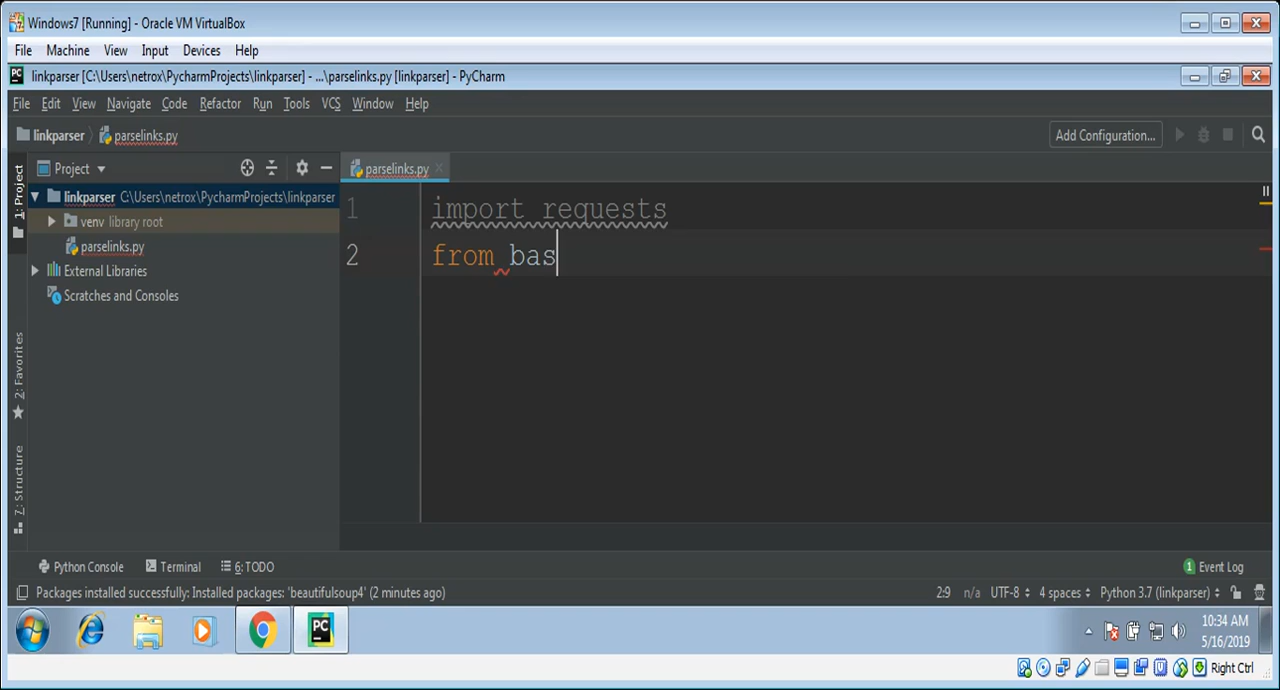 Windows7 [Running] - Oracle VM VirtualBox
File Machine View Input Devices Help
PC linkparser [C:\Users\netrox\PycharmProjects\linkparser] - ...\parselinks.py [linkparser] - PyCharm
File Edit View Navigate Code Refactor Run Tools VCS Window Help
linkparser parselinks.py Add Configuration...
1: Project
Project
parselinks.py
linkparser C:\Users\netrox\PycharmProjects\linkparser
venv library root
parselinks.py
External Libraries
Scratches and Consoles
1 import requests
2 from bas
2: Favorites
7: Structure
Python Console Terminal 6: TODO 1 Event Log
Packages installed successfully: Installed packages: 'beautifulsoup4' (2 minutes ago) 2:9 n/a UTF-8 4 spaces Python 3.7 (linkparser)
PC
10:34 AM
5/16/2019
Right Ctrl